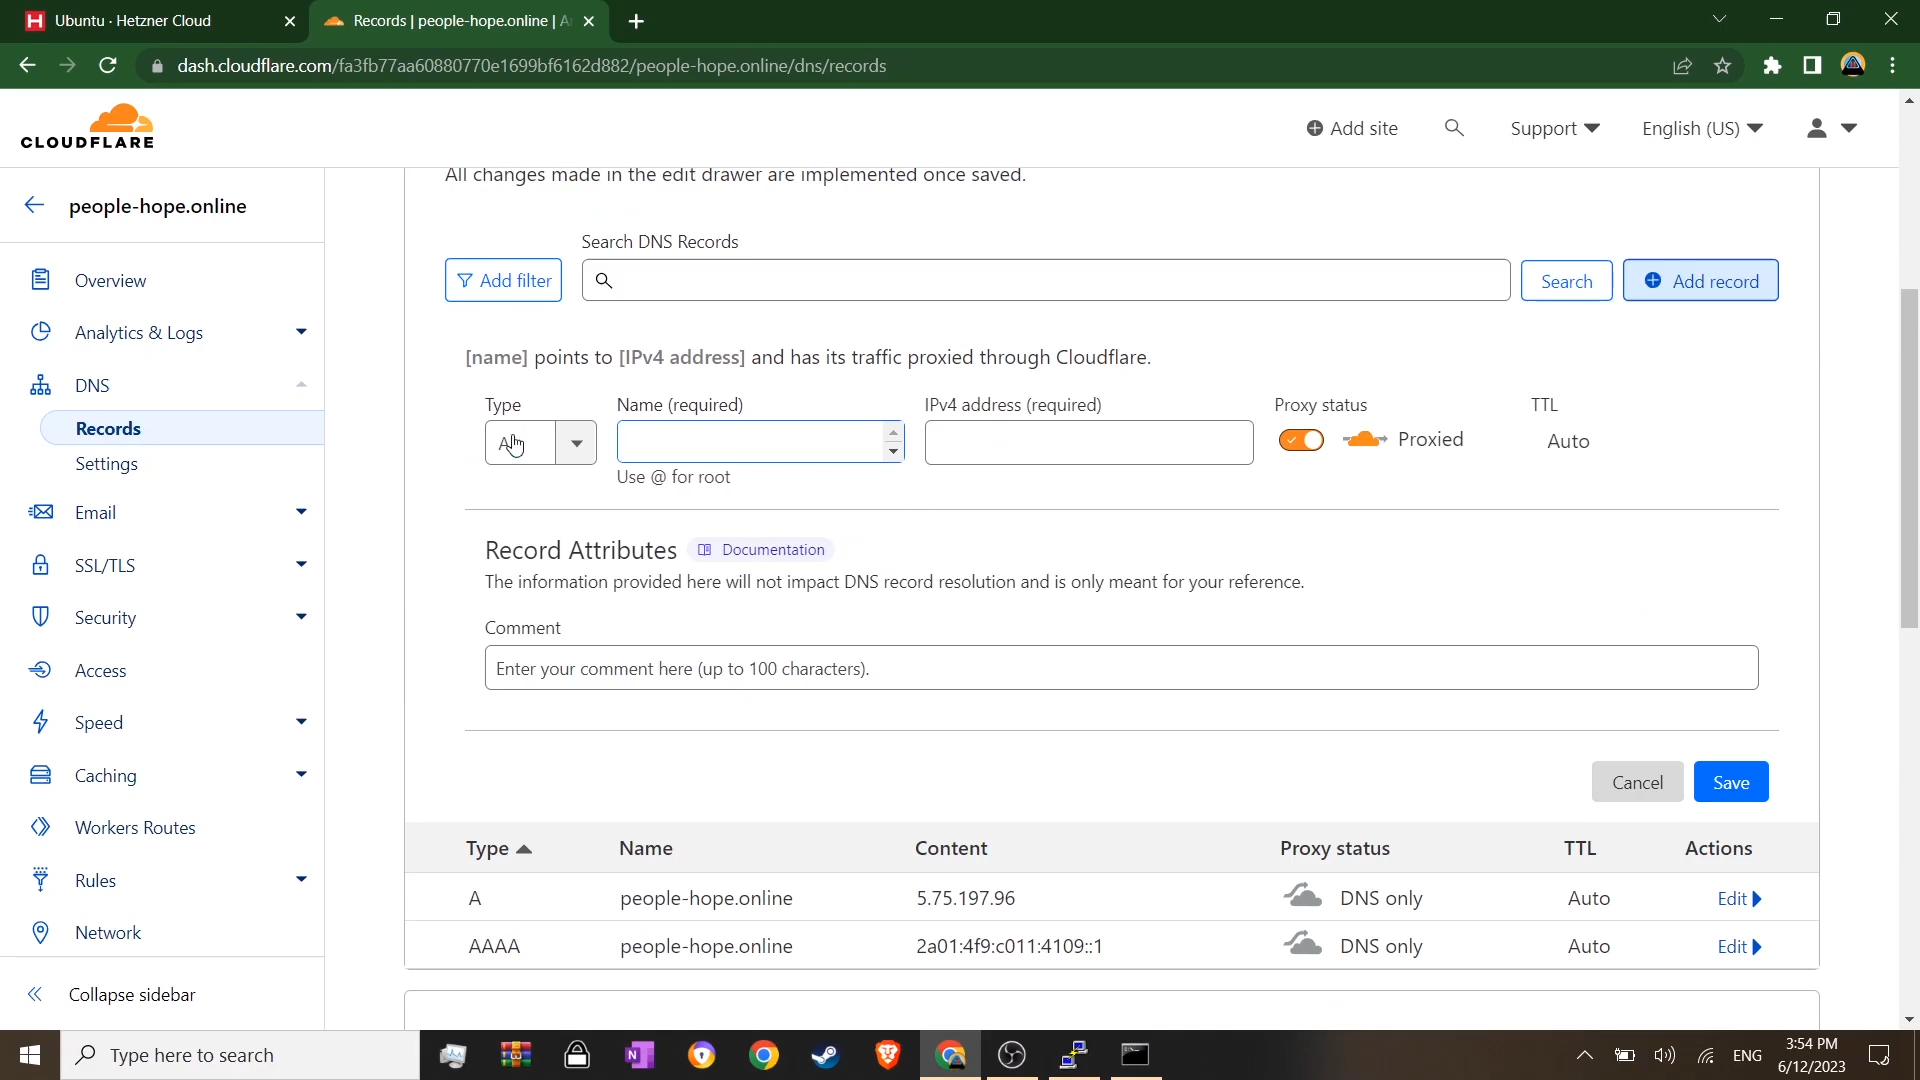 Ubuntu · Hetzner Cloud
Records | people-hope.online |
dash.cloudflare.com/fa3fb77aa60880770e1699bf6162d882/people-hope.online/dns/records
CLOUDFLARE
Add site
Support
English (US)
people-hope.online
Overview
Analytics & Logs
DNS
Records
Settings
Email
SSL/TLS
Security
Access
Speed
Caching
Workers Routes
Rules
Network
Collapse sidebar
All changes made in the edit drawer are implemented once saved.
Search DNS Records
Add filter
Search
Add record
[name] points to [IPv4 address] and has its traffic proxied through Cloudflare.
Type
Name (required)
IPv4 address (required)
Proxy status
TTL
A
Proxied
Auto
Use @ for root
Record Attributes
Documentation
The information provided here will not impact DNS record resolution and is only meant for your reference.
Comment
Enter your comment here (up to 100 characters).
Cancel
Save
Type Name Content Proxy status TTL Actions
A people-hope.online 5.75.197.96 DNS only Auto Edit
AAAA people-hope.online 2a01:4f9:c011:4109::1 DNS only Auto Edit
Type here to search
ENG
3:54 PM
6/12/2023